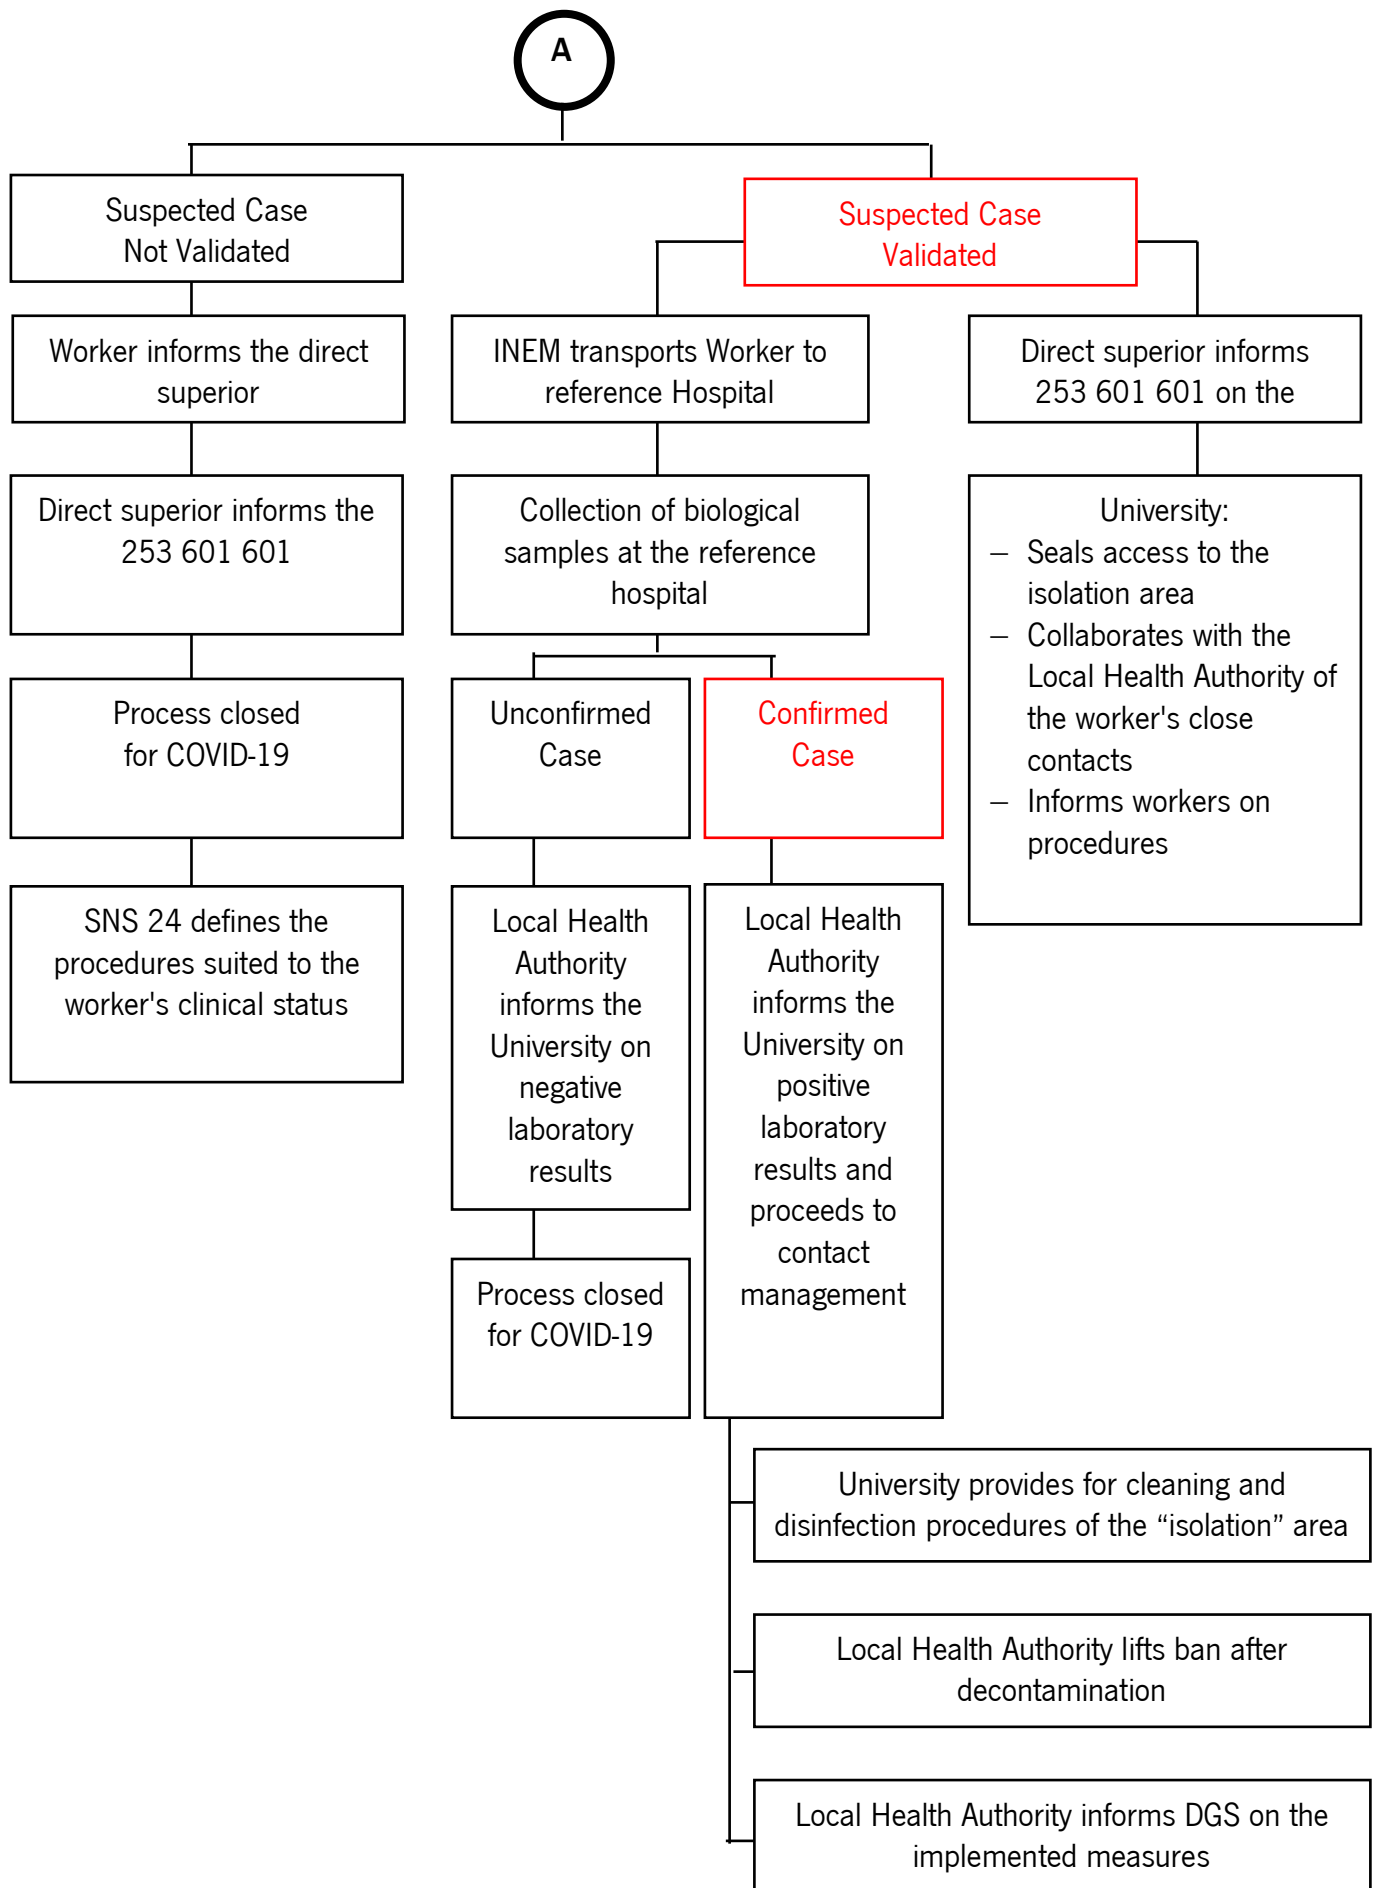 A
Suspected Case
Not Validated
Suspected Case
Validated
Worker informs the direct
superior
INEM transports Worker to
reference Hospital
Direct superior informs
253 601 601 on the
Direct superior informs the
253 601 601
Collection of biological
samples at the reference
hospital
University:
– Seals access to the
isolation area
– Collaborates with the
Local Health Authority of
the worker's close
contacts
– Informs workers on
procedures
Process closed
for COVID-19
Unconfirmed
Case
Confirmed
Case
SNS 24 defines the
procedures suited to the
worker's clinical status
Local Health
Authority
informs the
University on
negative
laboratory
results
Local Health
Authority
informs the
University on
positive
laboratory
results and
proceeds to
contact
management
Process closed
for COVID-19
University provides for cleaning and
disinfection procedures of the “isolation” area
Local Health Authority lifts ban after
decontamination
Local Health Authority informs DGS on the
implemented measures